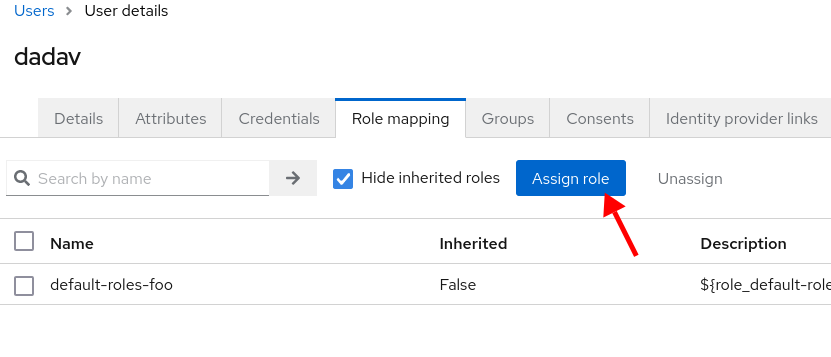 Users > User details
dadav
Details Attributes Credentials Role mapping Groups Consents Identity provider links
Search by name Hide inherited roles Assign role Unassign
Name Inherited Description
default-roles-foo False ${role_default-role